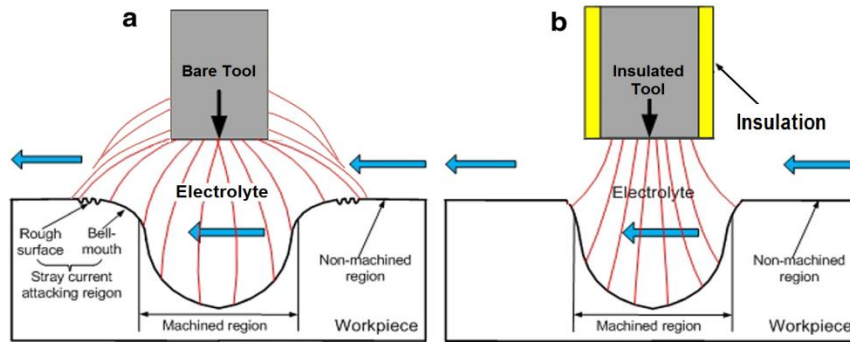 a
Bare Tool
Electrolyte
Rough
surface
Bell-
mouth
Stray current
attacking reigon
Non-machined
region
Machined region
Workpiece
b
Insulated
Tool
Insulation
Electrolyte
Non-machined
region
Machined region
Workpiece